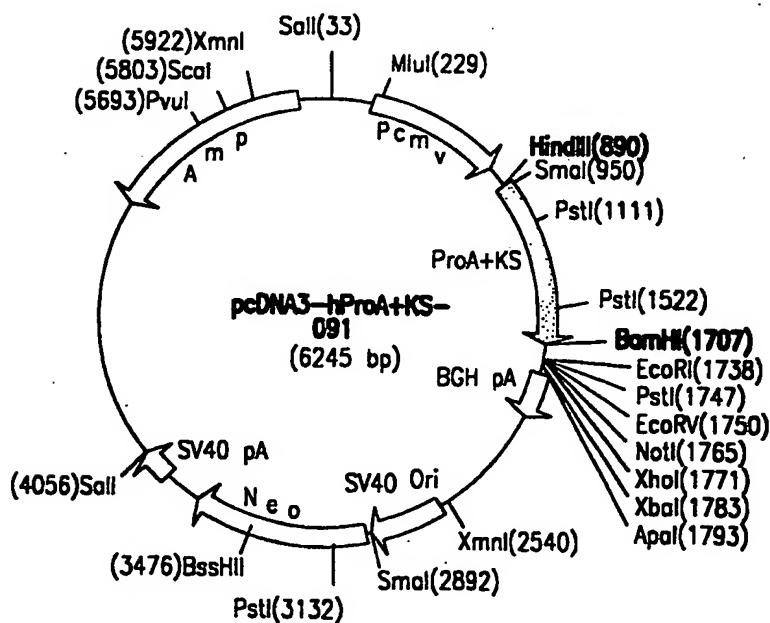 SalI(33)
(5922)XmnI
(5803)ScaI
(5693)PvuI
MluI(229)
Pcmv
Amp
HindIII(890)
SmaI(950)
PstI(1111)
ProA+KS
PstI(1522)
pcDNA3-hProA+KS-
091
(6245 bp)
BamHI(1707)
BGH pA
EcoRI(1738)
PstI(1747)
EcoRV(1750)
NotI(1765)
XhoI(1771)
XbaI(1783)
ApaI(1793)
SV40 pA
(4056)SalI
Neo
SV40 Ori
XmnI(2540)
(3476)BssHII
SmaI(2892)
PstI(3132)